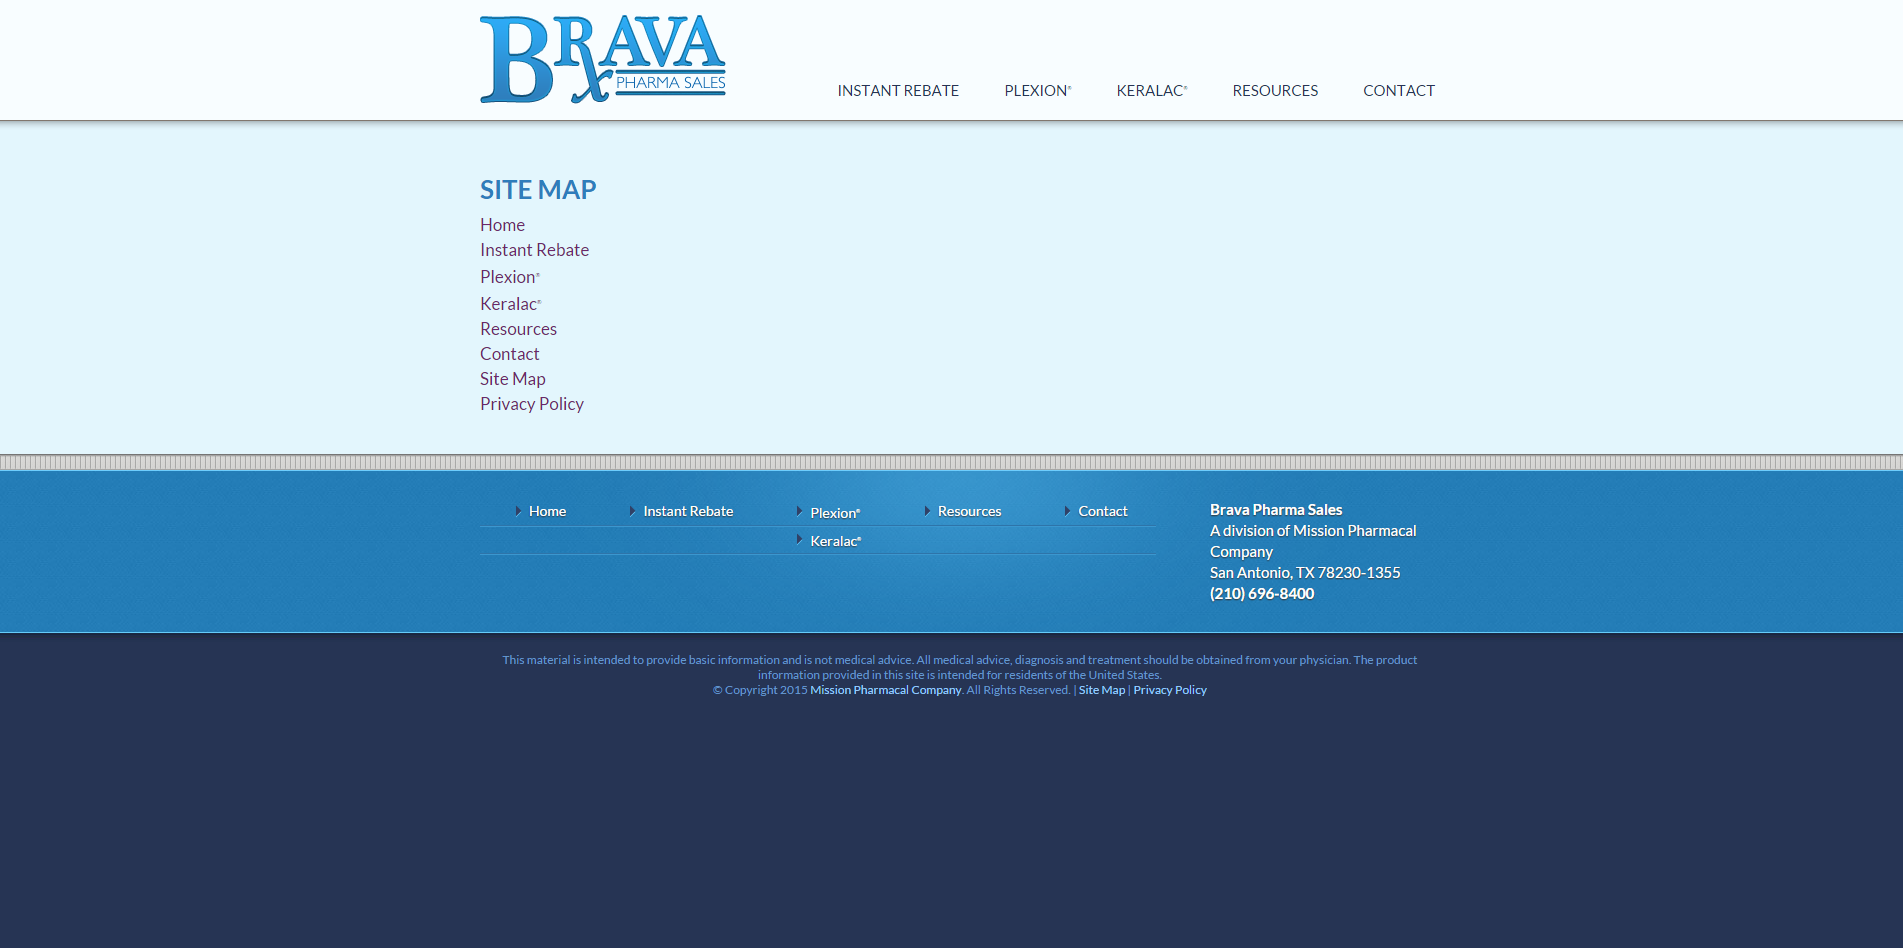 BRAVA
PHARMA SALES
INSTANT REBATE PLEXION® KERALAC® RESOURCES CONTACT
SITE MAP
Home
Instant Rebate
Plexion®
Keralac®
Resources
Contact
Site Map
Privacy Policy
Home Instant Rebate Plexion® Resources Contact
Keralac®
Brava Pharma Sales
A division of Mission Pharmacal
Company
San Antonio, TX 78230-1355
(210) 696-8400
This material is intended to provide basic information and is not medical advice. All medical advice, diagnosis and treatment should be obtained from your physician. The product
information provided in this site is intended for residents of the United States.
© Copyright 2015 Mission Pharmacal Company. All Rights Reserved. | Site Map | Privacy Policy